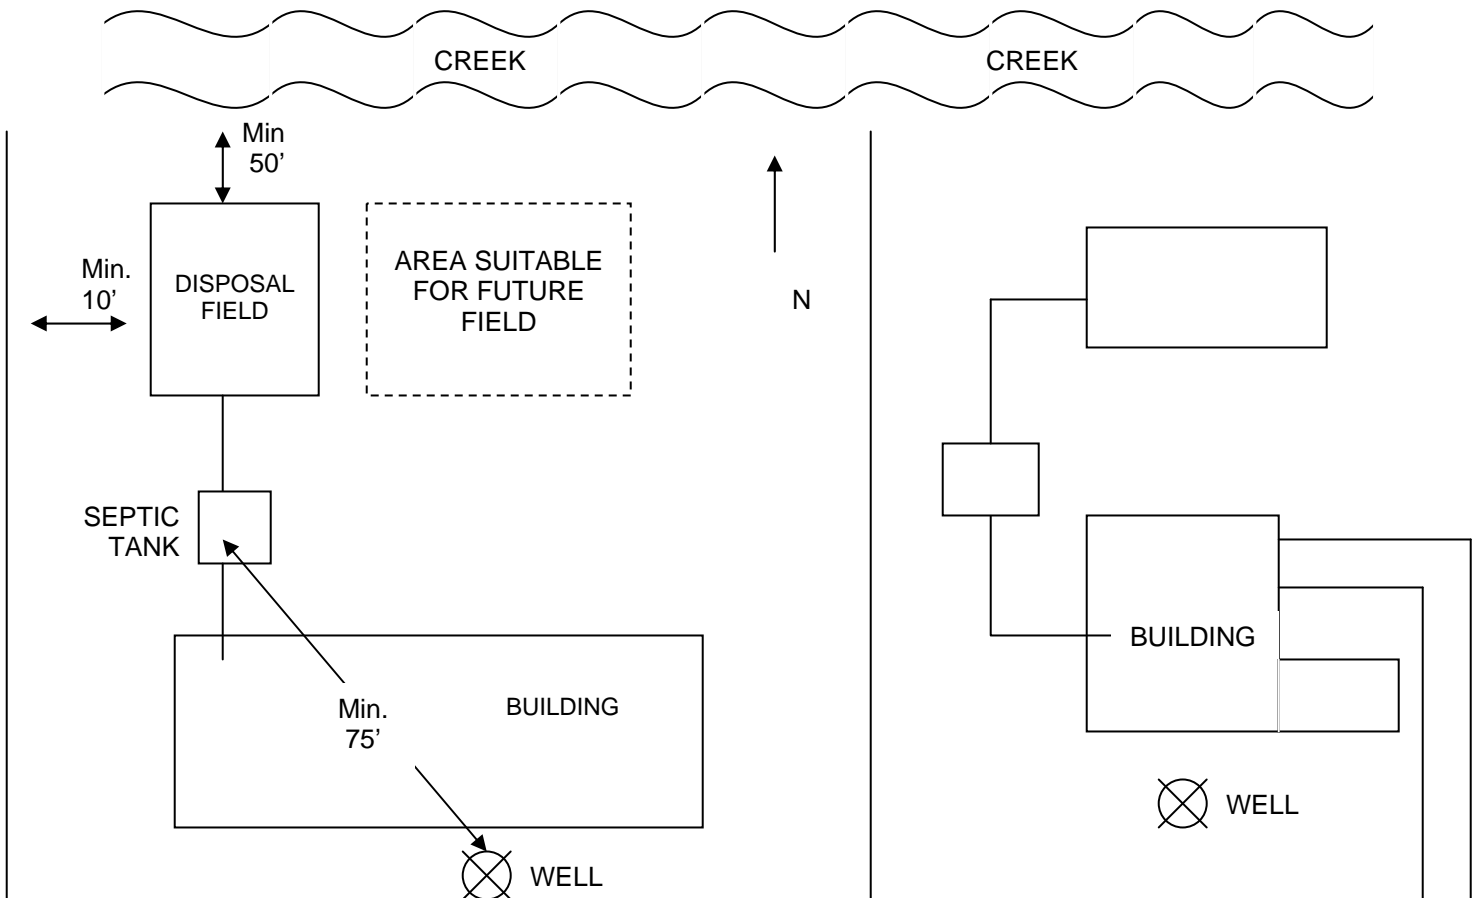 CREEK
CREEK
Min
50’
Min.
10’
DISPOSAL
FIELD
AREA SUITABLE
FOR FUTURE
FIELD
N
SEPTIC
TANK
Min.
75’
BUILDING
WELL
BUILDING
WELL